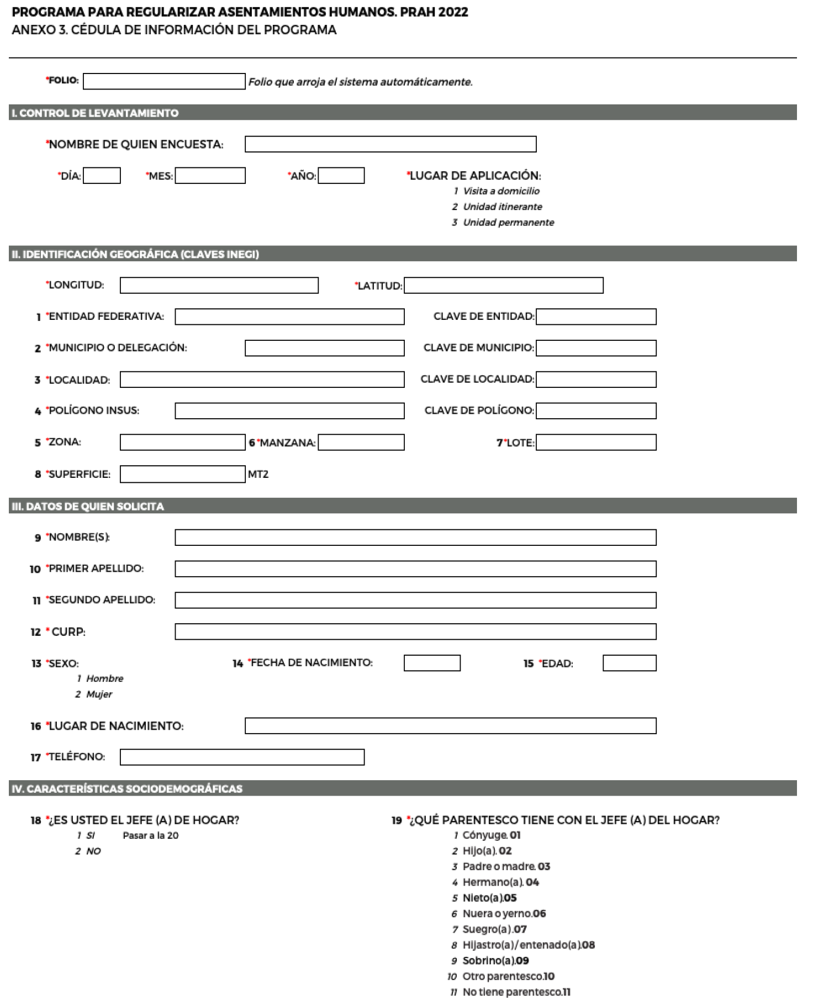 PROGRAMA PARA REGULARIZAR ASENTAMIENTOS HUMANOS. PRAH 2022
ANEXO 3. CÉDULA DE INFORMACIÓN DEL PROGRAMA
*FOLIO: Folio que arroja el sistema automáticamente.
I. CONTROL DE LEVANTAMIENTO
*NOMBRE DE QUIEN ENCUESTA:
*DÍA: *MES: *AÑO: *LUGAR DE APLICACIÓN:
1 Visita a domicilio
2 Unidad itinerante
3 Unidad permanente
II. IDENTIFICACIÓN GEOGRÁFICA (CLAVES INEGI)
*LONGITUD: *LATITUD:
1 *ENTIDAD FEDERATIVA: CLAVE DE ENTIDAD:
2 *MUNICIPIO O DELEGACIÓN: CLAVE DE MUNICIPIO:
3 *LOCALIDAD: CLAVE DE LOCALIDAD:
4 *POLÍGONO INSUS: CLAVE DE POLÍGONO:
5 *ZONA: 6 *MANZANA: 7 *LOTE:
8 *SUPERFICIE: MT2
III. DATOS DE QUIEN SOLICITA
9 *NOMBRE(S):
10 *PRIMER APELLIDO:
11 *SEGUNDO APELLIDO:
12 * CURP:
13 *SEXO: 14 *FECHA DE NACIMIENTO: 15 *EDAD:
1 Hombre
2 Mujer
16 *LUGAR DE NACIMIENTO:
17 *TELÉFONO:
IV. CARACTERÍSTICAS SOCIODEMOGRÁFICAS
18 *¿ES USTED EL JEFE (A) DE HOGAR? 19 *¿QUÉ PARENTESCO TIENE CON EL JEFE (A) DEL HOGAR?
1 SI Pasar a la 20 1 Cónyuge. 01
2 NO 2 Hijo(a). 02
3 Padre o madre. 03
4 Hermano(a). 04
5 Nieto(a).05
6 Nuera o yerno.06
7 Suegro(a).07
8 Hijastro(a)/entenado(a).08
9 Sobrino(a).09
10 Otro parentesco.10
11 No tiene parentesco.11